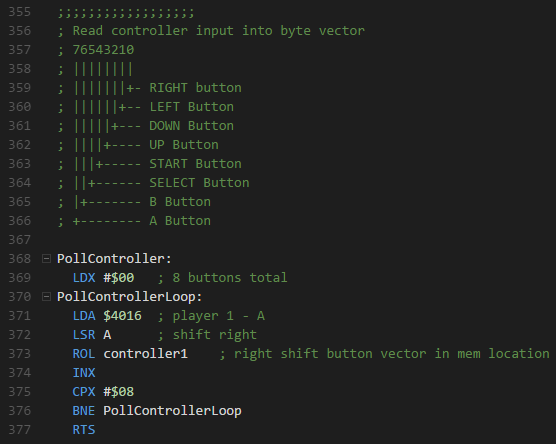 355 ;;;;;;;;;;;;;;;;;;
356 ; Read controller input into byte vector
357 ; 76543210
358 ; ||||||||
359 ; |||||||+- RIGHT button
360 ; ||||||+-- LEFT Button
361 ; |||||+--- DOWN Button
362 ; ||||+---- UP Button
363 ; |||+----- START Button
364 ; ||+------ SELECT Button
365 ; |+------- B Button
366 ; +-------- A Button
367
368 PollController:
369   LDX #$00   ; 8 buttons total
370 PollControllerLoop:
371   LDA $4016  ; player 1 - A
372   LSR A      ; shift right
373   ROL controller1    ; right shift button vector in mem location
374   INX
375   CPX #$08
376   BNE PollControllerLoop
377   RTS